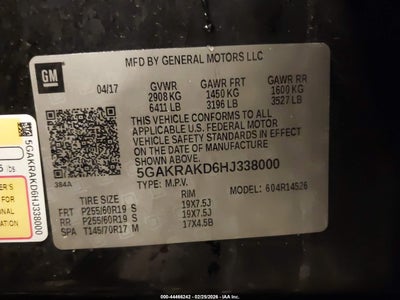 GM
MFD BY GENERAL MOTORS LLC
04/17 GVWR GAWR FRT GAWR RR
2908 KG 1450 KG 1600 KG
6411 LB 3196 LB 3527 LB
THIS VEHICLE CONFORMS TO ALL
APPLICABLE U.S. FEDERAL MOTOR
VEHICLE SAFETY STANDARDS IN EFFECT
ON THE DATE OF MANUFACTURE
SHOWN ABOVE.
384A
5GAKRAKD6HJ338000
TYPE: M.P.V. MODEL: 604R14526
TIRE SIZE RIM
FRT P255/60R19 S 19X7.5J
RR P255/60R19 S 19X7.5J
SPA T145/70R17 M 17X4.5B
5GAKRAKD6HJ338000
lbs
FOR
NAL
ATION
000-44466242 - 02/25/2026 - IAA, Inc.